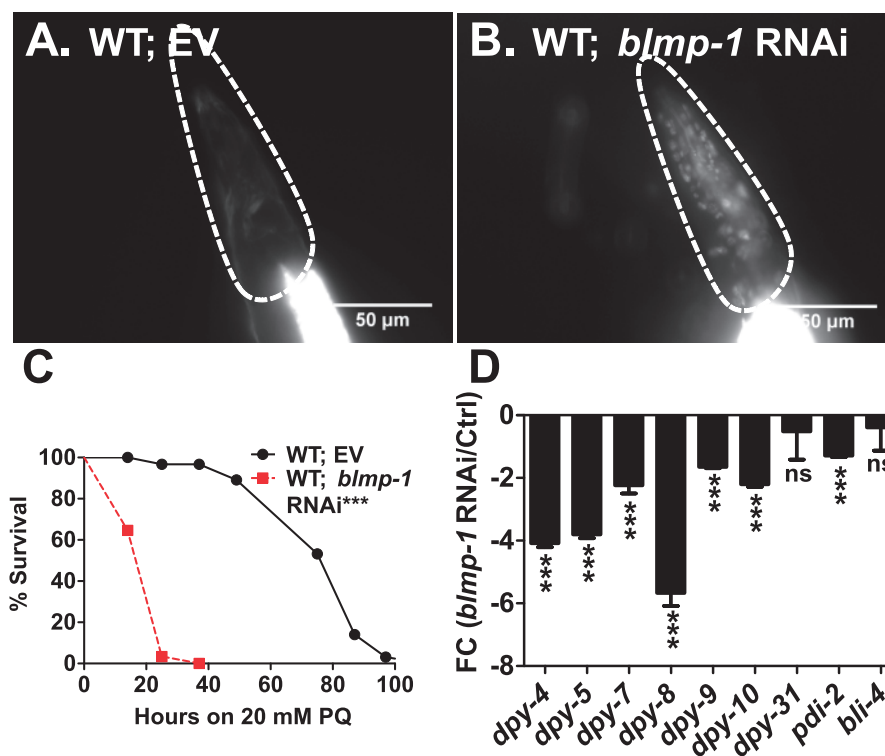 A. WT; EV
B. WT; blmp-1 RNAi
50 µm
50 µm
C
D
100
80
60
40
20
0
% Survival
0 20 40 60 80 100
Hours on 20 mM PQ
WT; EV
WT; blmp-1
RNAi***
0
-2
-4
-6
-8
FC (blmp-1 RNAi/Ctrl)
***
***
***
***
***
***
ns
***
ns
dpy-4
dpy-5
dpy-7
dpy-8
dpy-9
dpy-10
dpy-31
pdi-2
bli-4